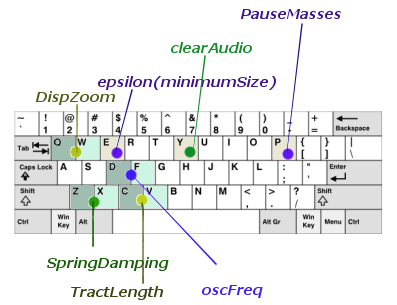 PauseMasses
clearAudio
epsilon(minimumSize)
DispZoom
~ ! @ # $ % ^ & * ( ) _ +
` 1 2 3 4 5 6 7 8 9 0 - = Backspace
Tab Q W E R T Y U I O P { [ } ] | \
Caps Lock A S D F G H J K L : ; " ' Enter
Shift Z X C V B N M < , > . ? / Shift
Ctrl Win Key Alt Alt Gr Win Key Menu Ctrl
SpringDamping
TractLength
oscFreq